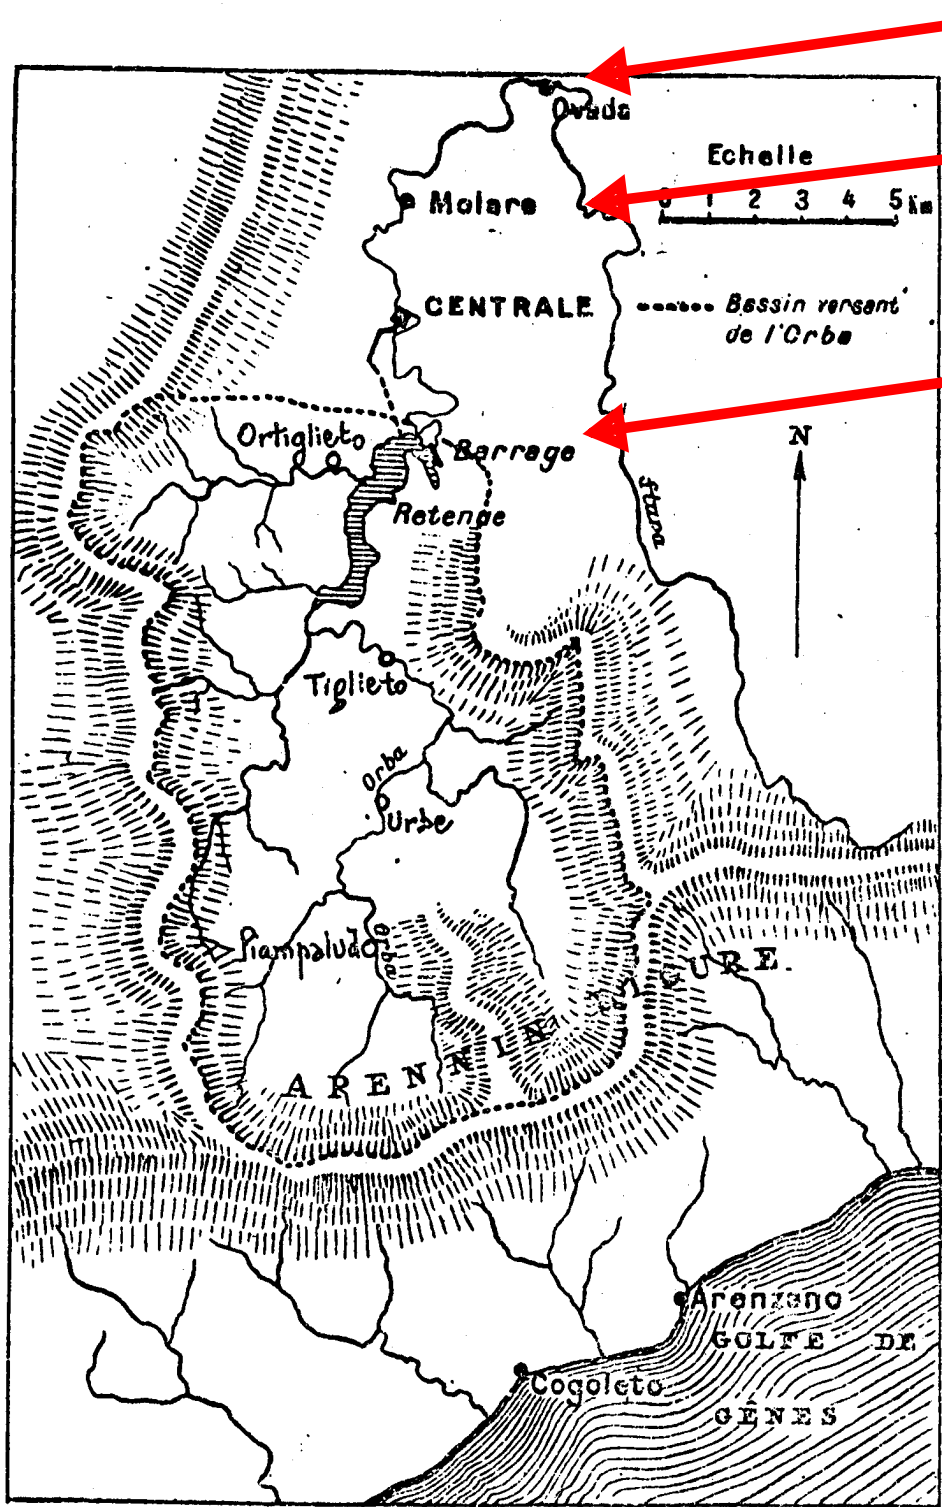 Ovada
Echelle
0 1 2 3 4 5 Km
Molare
CENTRALE
Bassin versant
de l'Orba
N
Ortiglieto
Barrage
Retenue
Stura
Tiglieto
Orba
Urbe
Piampaludo
Orba
APENNIN LIGURE.
Arenzano
GOLFE DE
Cogoleto
GÊNES